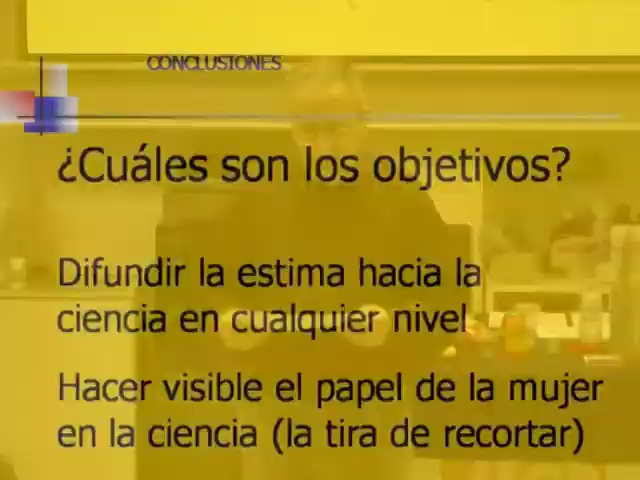 CONCLUSIONES
¿Cuáles son los objetivos?
Difundir la estima hacia la
ciencia en cualquier nivel
Hacer visible el papel de la mujer
en la ciencia (la tira de recortar)